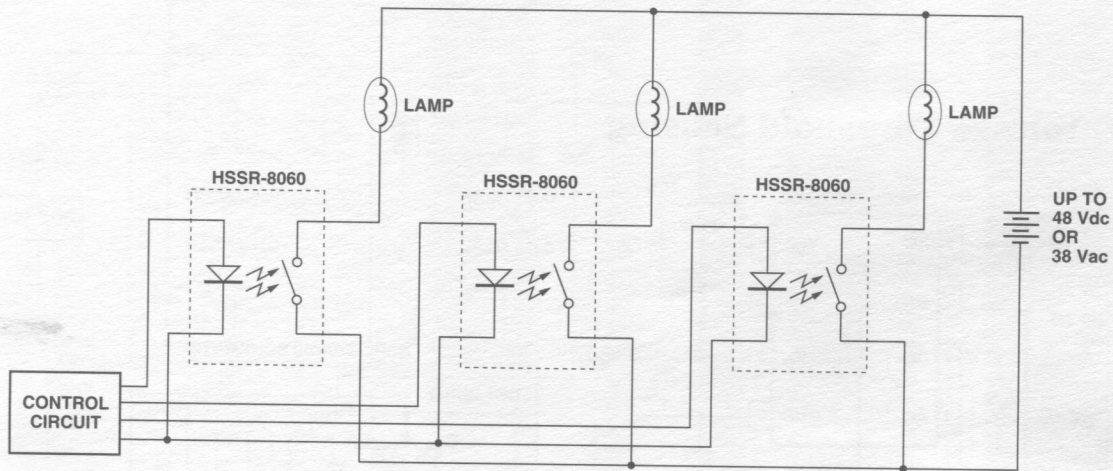 LAMP
LAMP
LAMP
HSSR-8060
HSSR-8060
HSSR-8060
UP TO
48 Vdc
OR
38 Vac
CONTROL
CIRCUIT